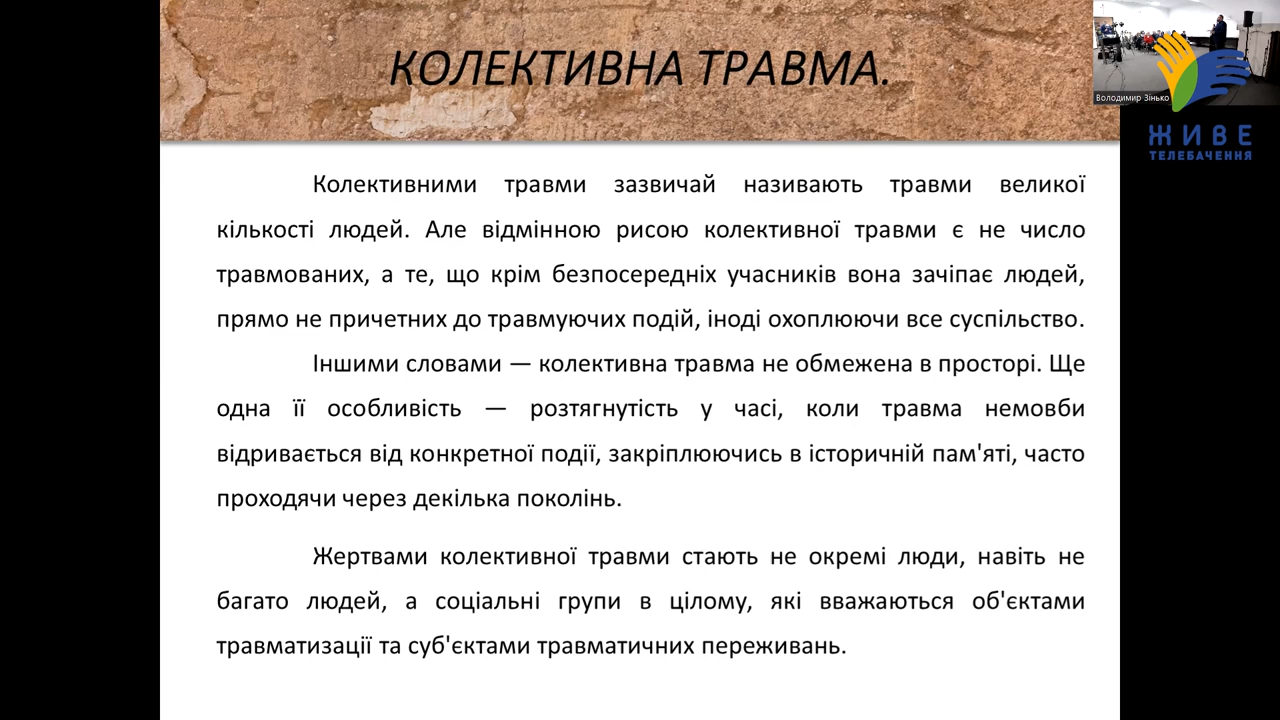 КОЛЕКТИВНА ТРАВМА.
Володимир Зінько
ЖИВЕ
ТЕЛЕБАЧЕННЯ
Колективними травми зазвичай називають травми великої
кількості людей. Але відмінною рисою колективної травми є не число
травмованих, а те, що крім безпосередніх учасників вона зачіпає людей,
прямо не причетних до травмуючих подій, іноді охоплюючи все суспільство.
Іншими словами — колективна травма не обмежена в просторі. Ще
одна її особливість — розтягнутість у часі, коли травма немовби
відривається від конкретної події, закріплюючись в історичній пам'яті, часто
проходячи через декілька поколінь.
Жертвами колективної травми стають не окремі люди, навіть не
багато людей, а соціальні групи в цілому, які вважаються об'єктами
травматизації та суб'єктами травматичних переживань.